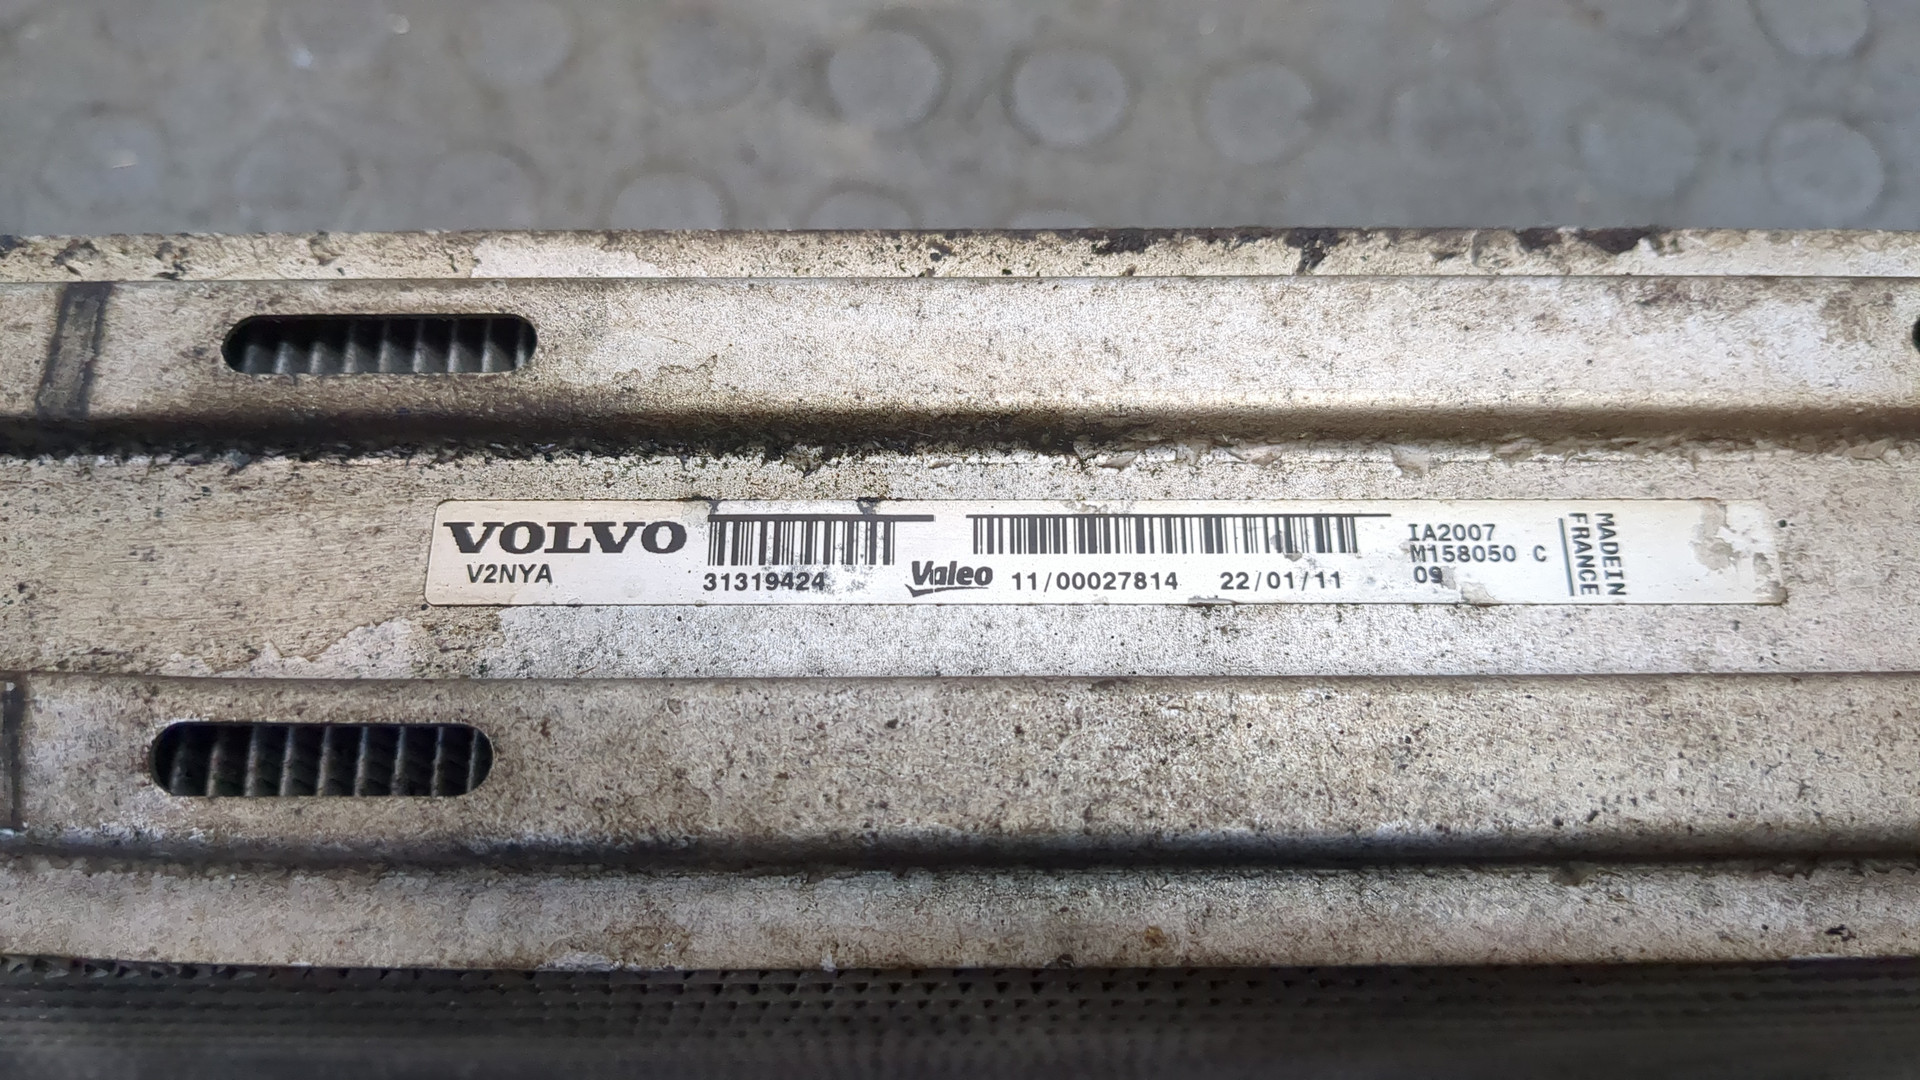 VOLVO
V2NYA
31319424
Valeo
11/00027814 22/01/11
IA2007
M158050 C
09
MADE IN
FRANCE